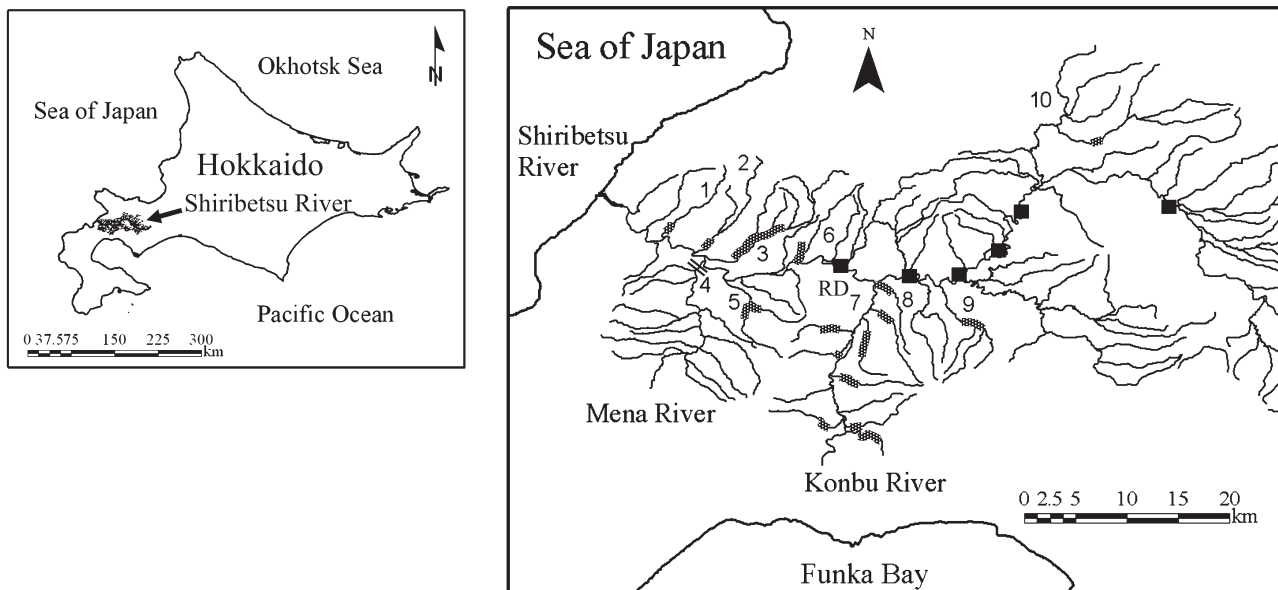 Okhotsk Sea
N
Sea of Japan
Hokkaido
Shiribetsu River
Pacific Ocean
0 37.575 150 225 300
km
Sea of Japan
N
10
Shiribetsu
River
2
1
6
3
4
RD
5
7
8
9
Mena River
Konbu River
0 2.5 5 10 15 20
km
Funka Bay